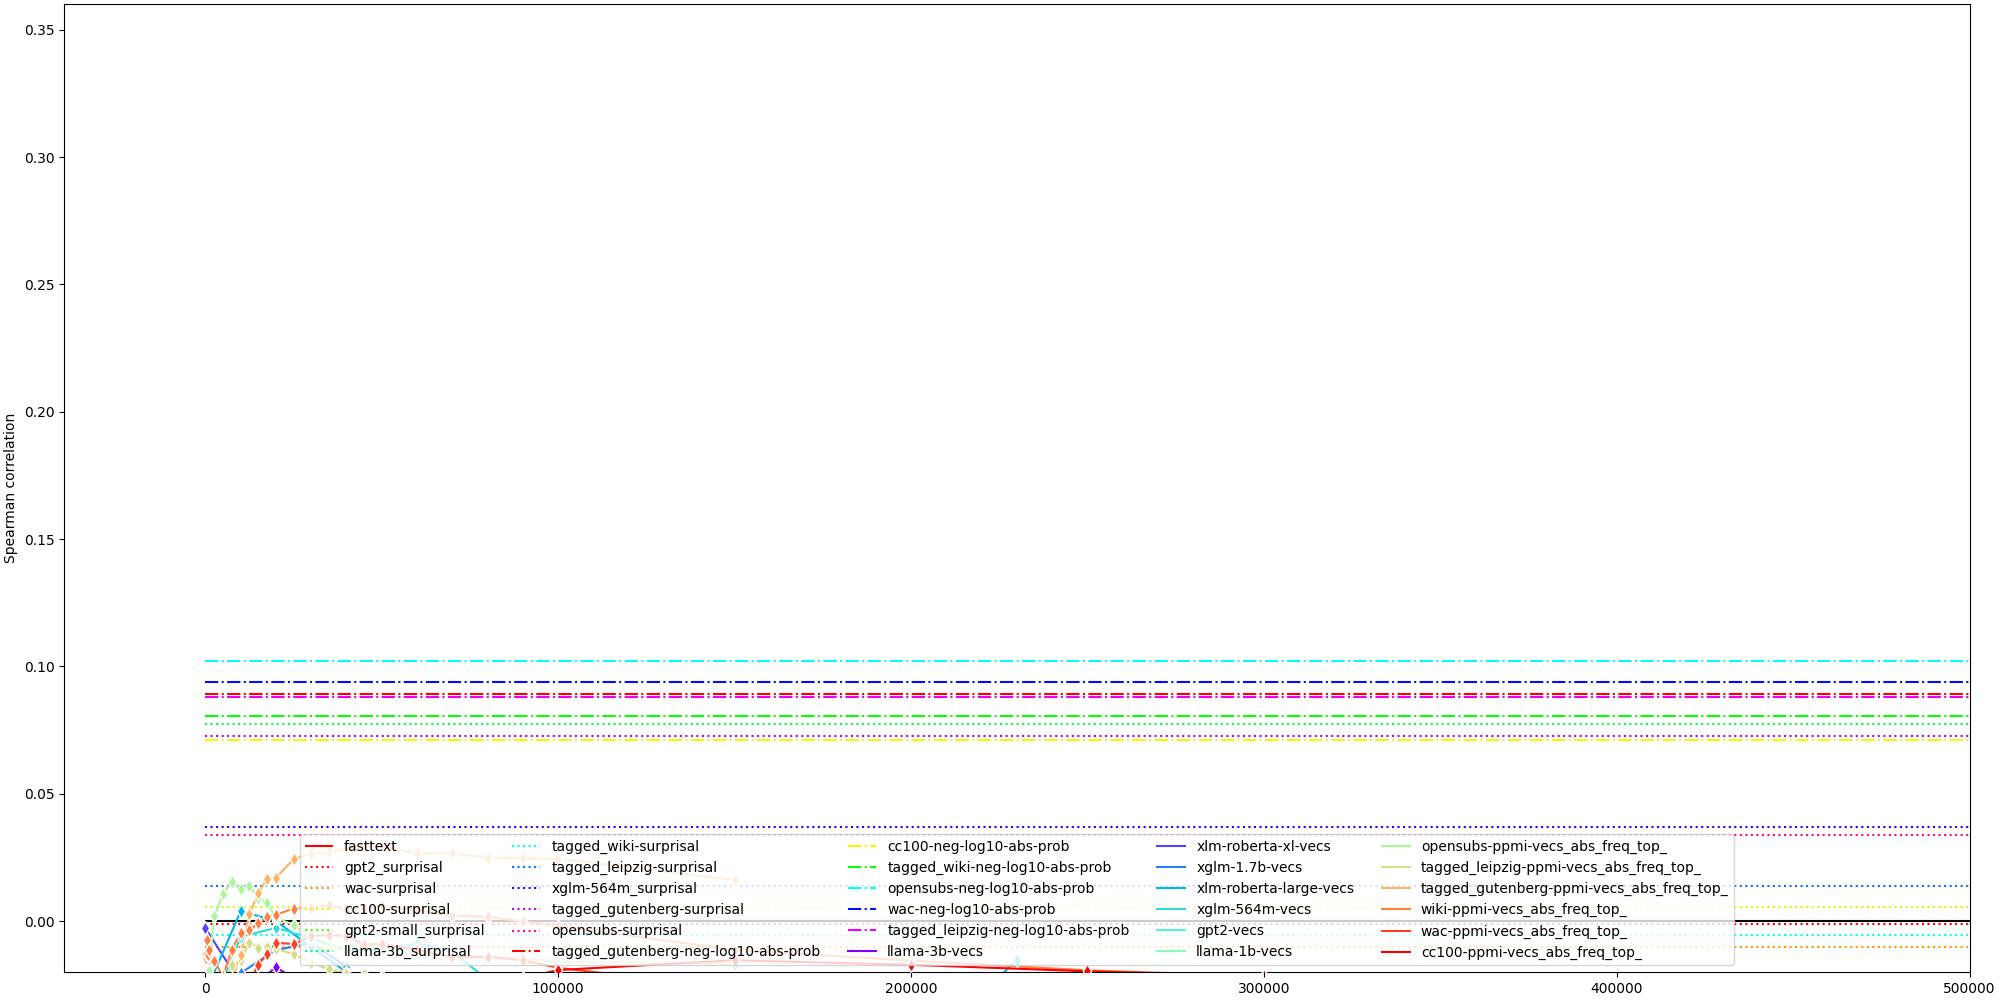 0.35
0.30
0.25
0.20
0.15
0.10
0.05
0.00
Spearman correlation
fasttext
gpt2_surprisal
wac-surprisal
cc100-surprisal
gpt2-small_surprisal
llama-3b_surprisal
tagged_wiki-surprisal
tagged_leipzig-surprisal
xglm-564m_surprisal
tagged_gutenberg-surprisal
opensubs-surprisal
tagged_gutenberg-neg-log10-abs-prob
cc100-neg-log10-abs-prob
tagged_wiki-neg-log10-abs-prob
opensubs-neg-log10-abs-prob
wac-neg-log10-abs-prob
tagged_leipzig-neg-log10-abs-prob
llama-3b-vecs
xlm-roberta-xl-vecs
xglm-1.7b-vecs
xlm-roberta-large-vecs
xglm-564m-vecs
gpt2-vecs
llama-1b-vecs
opensubs-ppmi-vecs_abs_freq_top_
tagged_leipzig-ppmi-vecs_abs_freq_top_
tagged_gutenberg-ppmi-vecs_abs_freq_top_
wiki-ppmi-vecs_abs_freq_top_
wac-ppmi-vecs_abs_freq_top_
cc100-ppmi-vecs_abs_freq_top_
0
100000
200000
300000
400000
500000